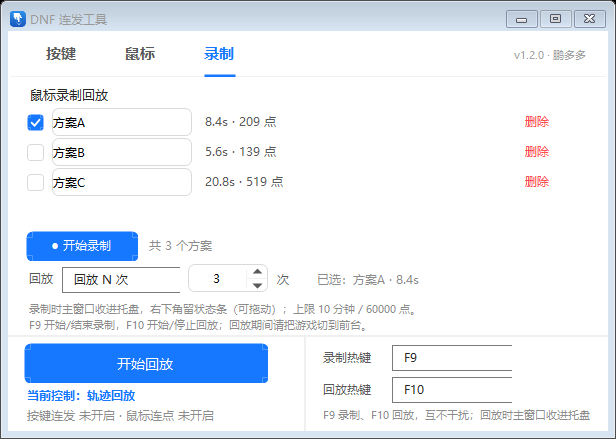 DNF 连发工具
按键 鼠标 录制 v1.2.0 · 鹏多多
鼠标录制回放
方案A 8.4s · 209 点 删除
方案B 5.6s · 139 点 删除
方案C 20.8s · 519 点 删除
● 开始录制 共 3 个方案
回放 回放 N 次 3 次 已选：方案A · 8.4s
录制时主窗口收进托盘，右下角留状态条（可拖动）；上限 10 分钟 / 60000 点。
F9 开始/结束录制，F10 开始/停止回放；回放期间请把游戏切到前台。
开始回放
当前控制：轨迹回放
按键连发 未开启 · 鼠标连点 未开启
录制热键 F9
回放热键 F10
F9 录制、F10 回放，互不干扰；回放时主窗口收进托盘